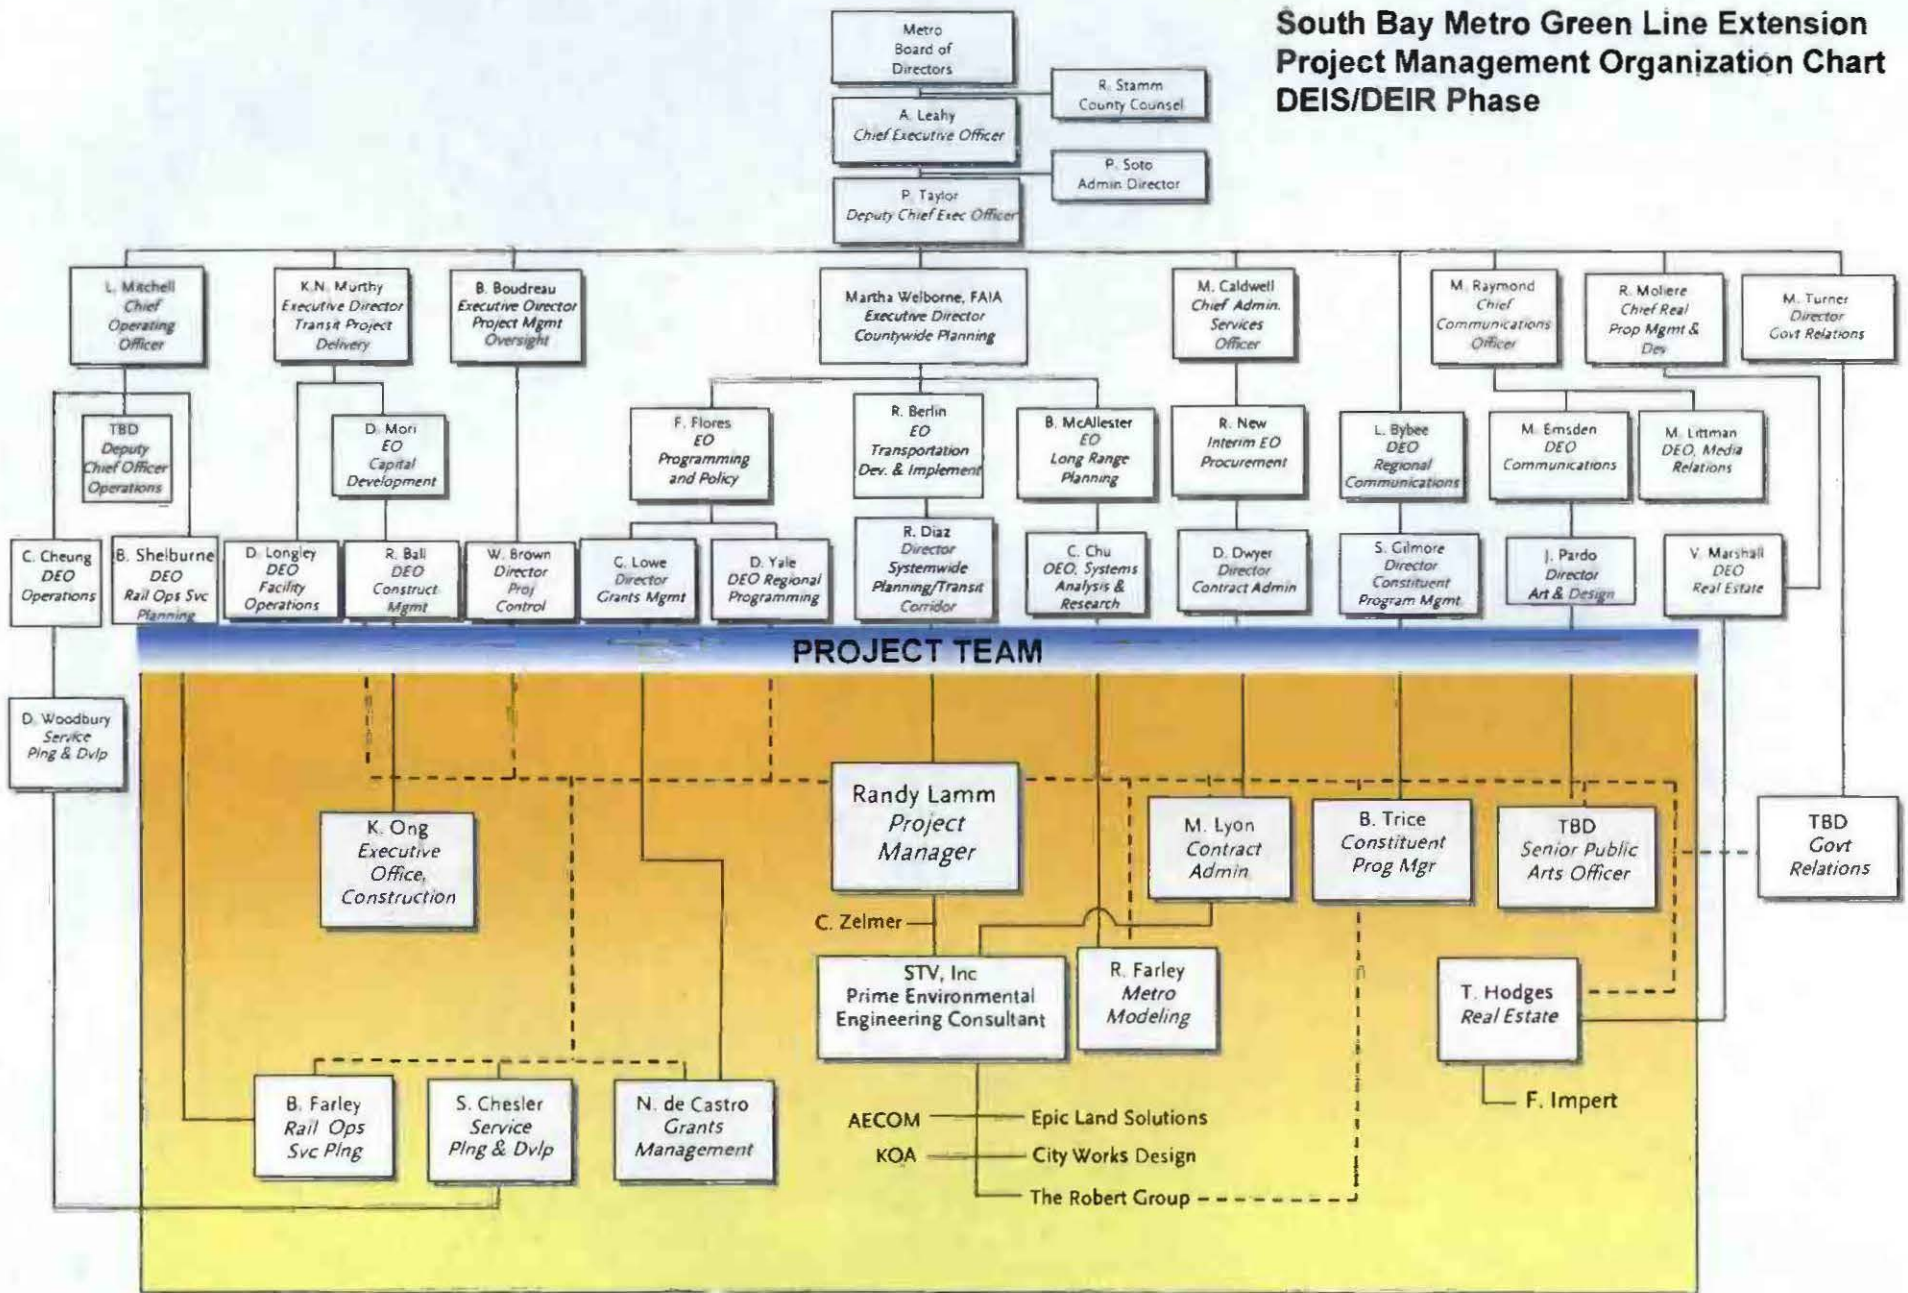 South Bay Metro Green Line Extension
Project Management Organization Chart
DEIS/DEIR Phase
Metro
Board of
Directors
R. Stamm
County Counsel
A. Leahy
Chief Executive Officer
P. Soto
Admin Director
P. Taylor
Deputy Chief Exec Officer
L. Mitchell
Chief
Operating
Officer
K.N. Murthy
Executive Director
Transit Project
Delivery
B. Boudreau
Executive Director
Project Mgmt
Oversight
Martha Welborne, FAIA
Executive Director
Countywide Planning
M. Caldwell
Chief Admin.
Services
Officer
M. Raymond
Chief
Communications
Officer
R. Moliere
Chief Real
Prop Mgmt &
Dev
M. Turner
Director
Govt Relations
TBD
Deputy
Chief Officer
Operations
D. Mori
EO
Capital
Development
F. Flores
EO
Programming
and Policy
R. Berlin
EO
Transportation
Dev. & Implement
B. McAllester
EO
Long Range
Planning
R. New
Interim EO
Procurement
L. Bybee
DEO
Regional
Communications
M. Emsden
DEO
Communications
M. Littman
DEO, Media
Relations
C. Cheung
DEO
Operations
B. Shelburne
DEO
Rail Ops Svc
Planning
D. Longley
DEO
Facility
Operations
R. Ball
DEO
Construct
Mgmt
W. Brown
Director
Proj
Control
C. Lowe
Director
Grants Mgmt
D. Yale
DEO Regional
Programming
R. Diaz
Director
Systemwide
Planning/Transit
Corridor
C. Chu
OEO, Systems
Analysis &
Research
D. Dwyer
Director
Contract Admin
S. Gilmore
Director
Constituent
Program Mgmt
J. Pardo
Director
Art & Design
V. Marshall
DEO
Real Estate
PROJECT TEAM
D. Woodbury
Service
Plng & Dvlp
K. Ong
Executive
Office,
Construction
Randy Lamm
Project
Manager
M. Lyon
Contract
Admin
B. Trice
Constituent
Prog Mgr
TBD
Senior Public
Arts Officer
TBD
Govt
Relations
C. Zelmer
STV, Inc
Prime Environmental
Engineering Consultant
R. Farley
Metro
Modeling
T. Hodges
Real Estate
F. Impert
B. Farley
Rail Ops
Svc Plng
S. Chesler
Service
Plng & Dvlp
N. de Castro
Grants
Management
AECOM
Epic Land Solutions
KOA
City Works Design
The Robert Group